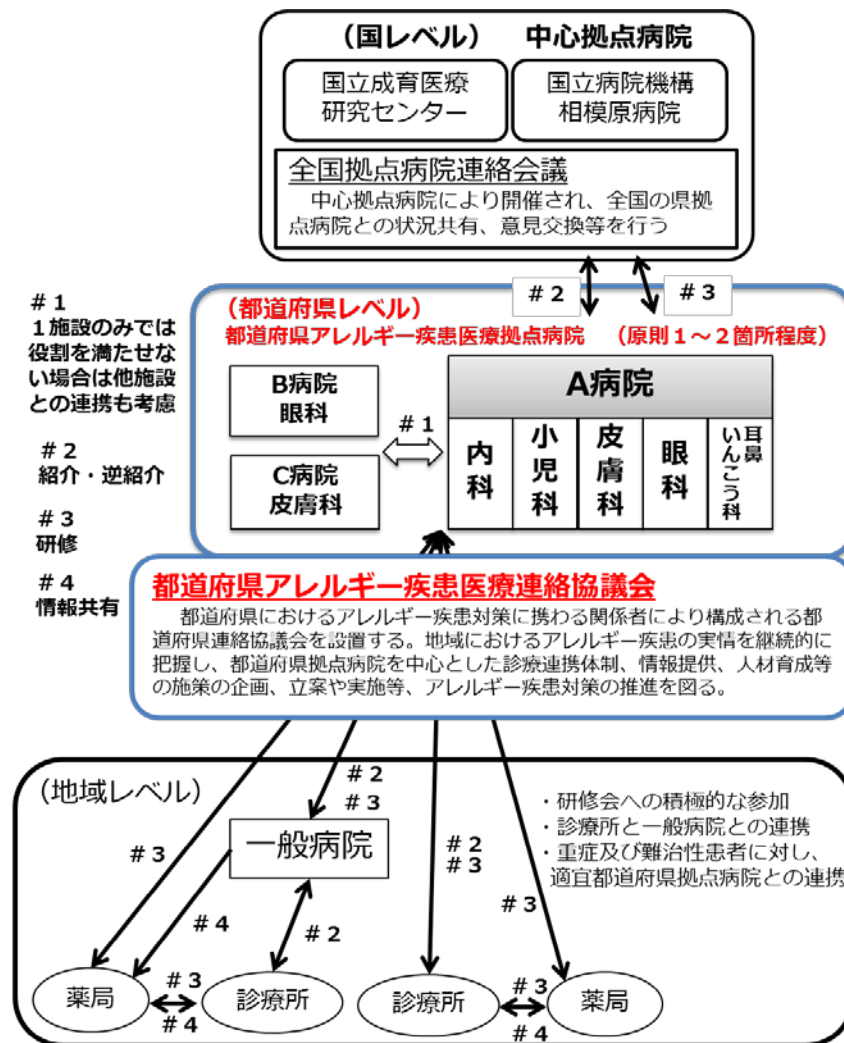 （国レベル）　中心拠点病院
国立成育医療
研究センター
国立病院機構
相模原病院
全国拠点病院連絡会議
中心拠点病院により開催され、全国の県拠
点病院との状況共有、意見交換等を行う
＃２
＃３
＃１
１施設のみでは
役割を満たせな
い場合は他施設
との連携も考慮
＃２
紹介・逆紹介
＃３
研修
＃４
情報共有
（都道府県レベル）
都道府県アレルギー疾患医療拠点病院　（原則１～２箇所程度）
B病院
眼科
C病院
皮膚科
＃１
A病院
内科
小児科
皮膚科
眼科
耳鼻
いんこう科
都道府県アレルギー疾患医療連絡協議会
都道府県におけるアレルギー疾患対策に携わる関係者により構成される都
道府県連絡協議会を設置する。地域におけるアレルギー疾患の実情を継続的に
把握し、都道府県拠点病院を中心とした診療連携体制、情報提供、人材育成等
の施策の企画、立案や実施等、アレルギー疾患対策の推進を図る。
（地域レベル）
＃２
＃３
・研修会への積極的な参加
・診療所と一般病院との連携
・重症及び難治性患者に対し、
適宜都道府県拠点病院との連携
＃３
一般病院
＃２
＃３
＃３
＃４
＃２
薬局
＃３
＃４
診療所
診療所
＃３
＃４
薬局